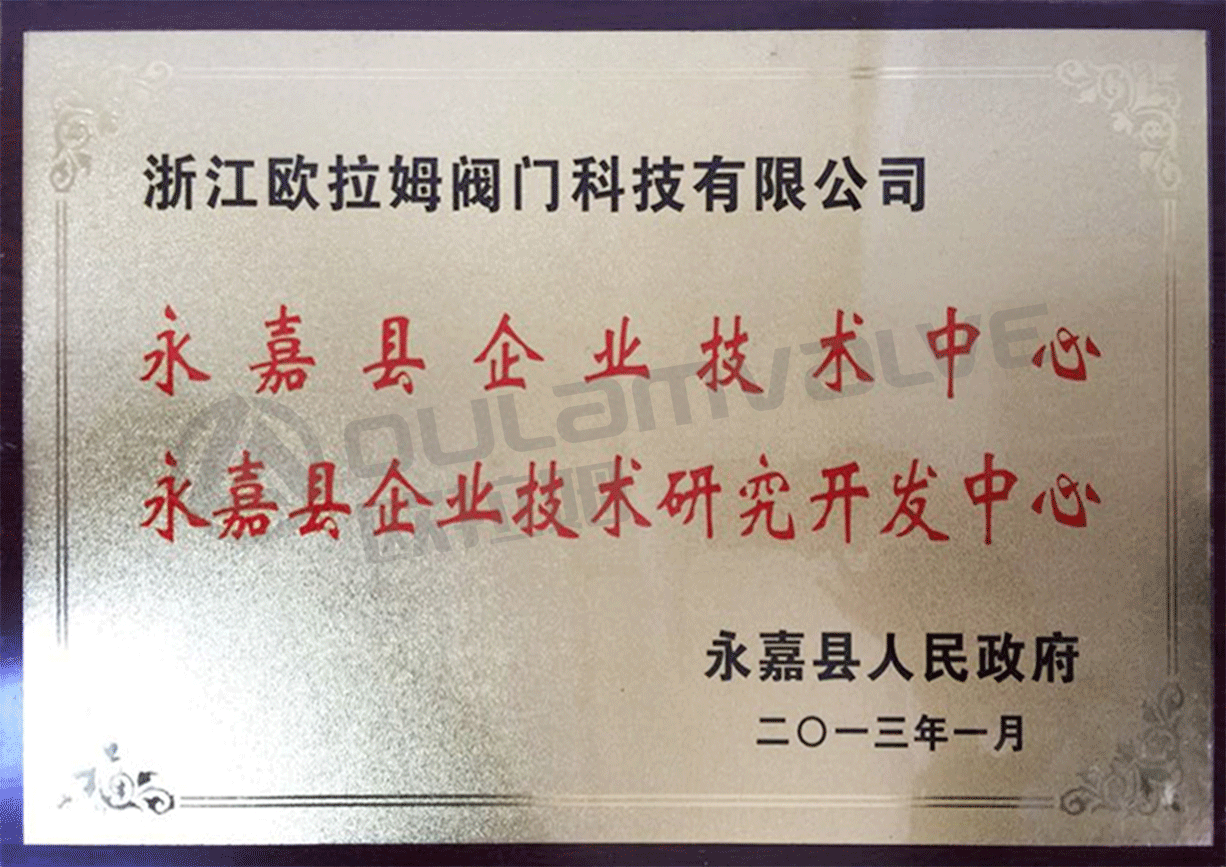 浙江欧拉姆阀门科技有限公司
永嘉县企业技术中心
OULAMVALVE
永嘉县企业技术研究开发中心
永嘉县人民政府
二〇一三年一月